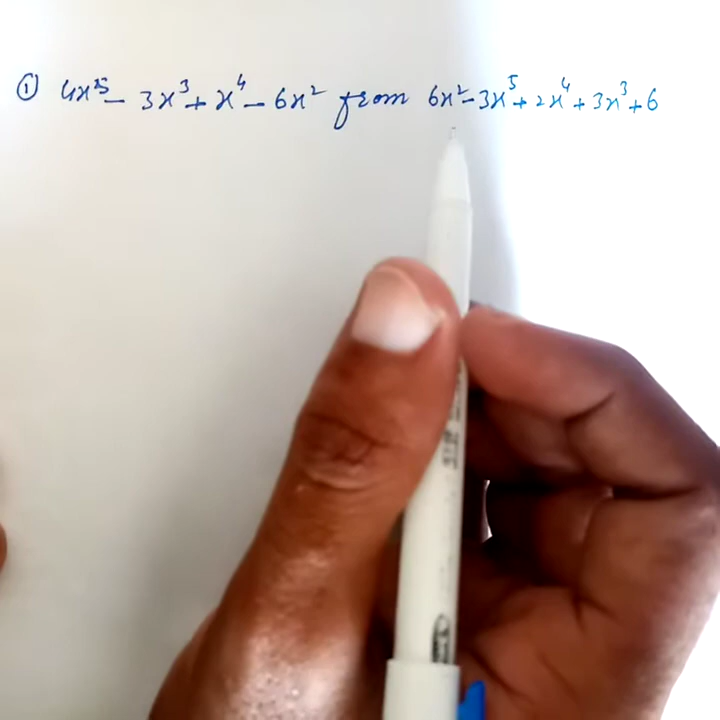 ① 4x⁵ - 3x³ + x⁴ - 6x² from 6x² - 3x⁵ + 2x⁴ + 3x³ + 6